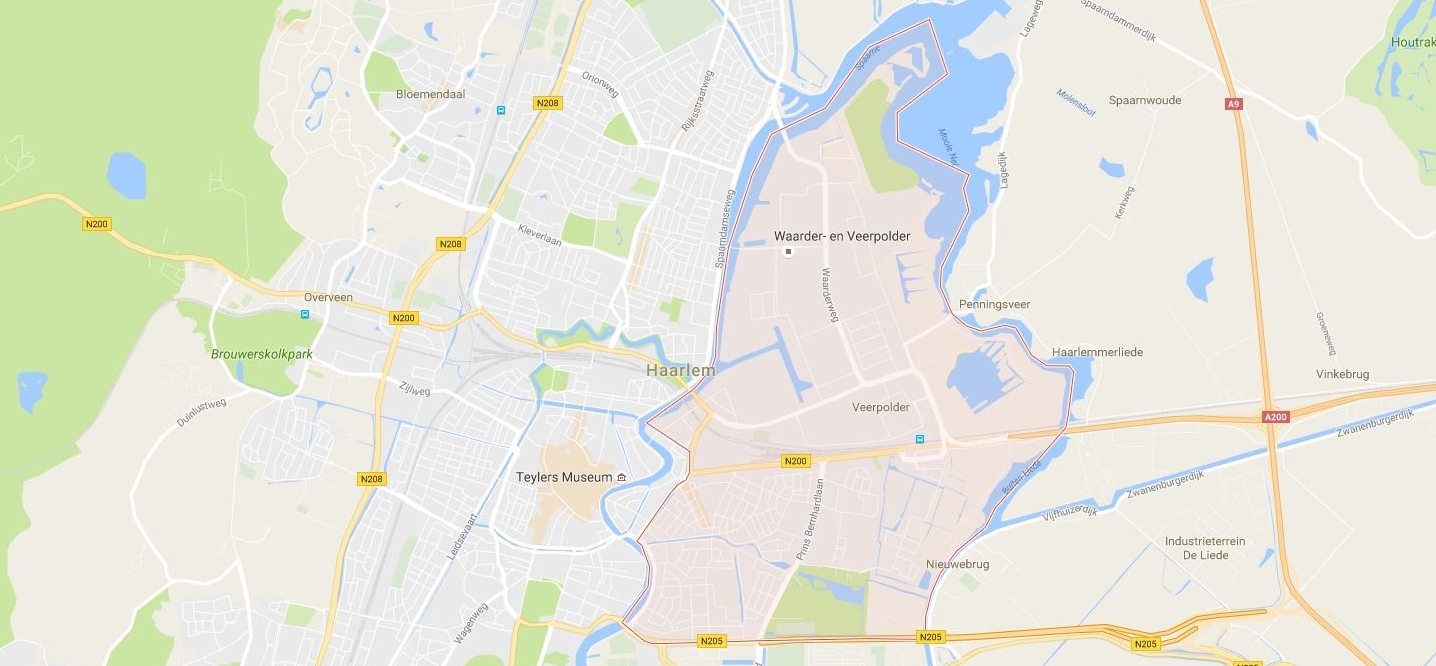 Lageweg
Spaarndammerdijk
Houtrak
Spaarne
Orionweg
Rijksstraatweg
Bloemendaal
N208
Molensloot
Spaarnwoude
A9
Mooie Nel
Lagedijk
Kerkweg
N200
Kleverlaan
N208
Spaarndamseweg
Waarder- en Veerpolder
Waarderweg
Overveen
N200
Penningsveer
Groeneweg
Brouwerskolkpark
Haarlem
Haarlemmerliede
Vinkebrug
Zijlweg
Duinlustweg
Veerpolder
A200
Zwanenburgerdijk
N200
N208
Teylers Museum
Buiten Liede
Zwanenburgerdijk
Prins Bernhardlaan
Vijfhuizerdijk
Leidsevaart
Industrieterrein
De Liede
Nieuwebrug
Wagenweg
N205
N205
N205